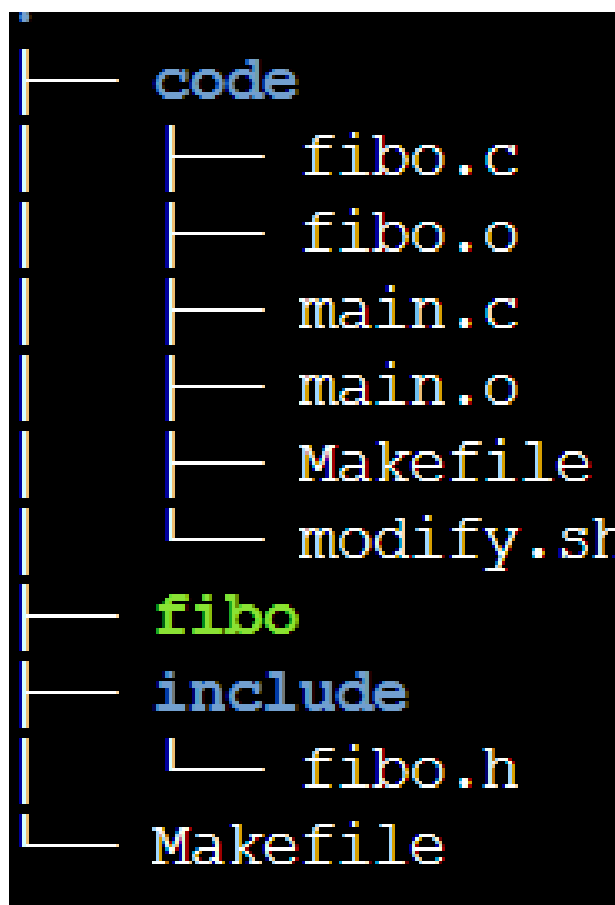 .
├── code
│   ├── fibo.c
│   ├── fibo.o
│   ├── main.c
│   ├── main.o
│   ├── Makefile
│   └── modify.sh
├── fibo
├── include
│   └── fibo.h
└── Makefile